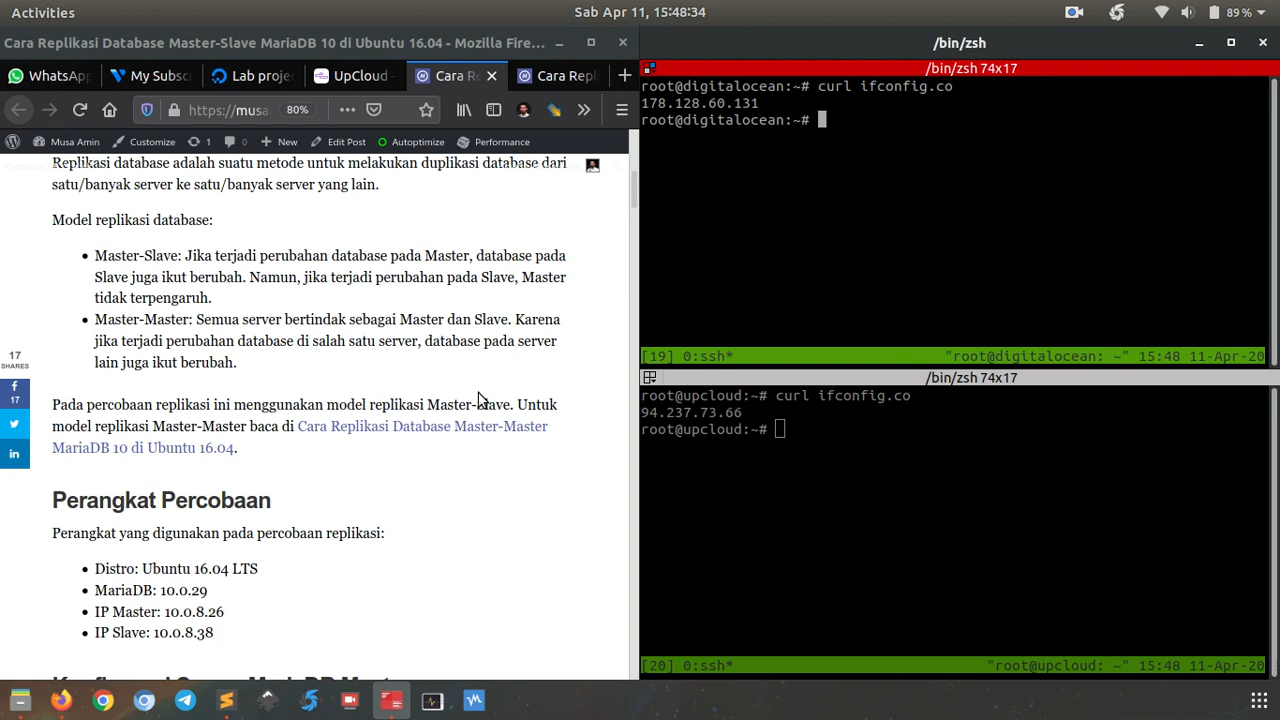 Activities
Sab Apr 11, 15:48:34
89 %
Cara Replikasi Database Master-Slave MariaDB 10 di Ubuntu 16.04 - Mozilla Fire...
WhatsApp
My Subsc
Lab proje
UpCloud -
Cara Re
Cara Repl
https://musa
80%
Musa Amin
Customize
1
0
New
Edit Post
Autoptimize
Performance
Replikasi database adalah suatu metode untuk melakukan duplikasi database dari
satu/banyak server ke satu/banyak server yang lain.
Model replikasi database:
Master-Slave: Jika terjadi perubahan database pada Master, database pada
Slave juga ikut berubah. Namun, jika terjadi perubahan pada Slave, Master
tidak terpengaruh.
Master-Master: Semua server bertindak sebagai Master dan Slave. Karena
jika terjadi perubahan database di salah satu server, database pada server
lain juga ikut berubah.
17
SHARES
17
Pada percobaan replikasi ini menggunakan model replikasi Master-Slave. Untuk
model replikasi Master-Master baca di Cara Replikasi Database Master-Master
MariaDB 10 di Ubuntu 16.04.
Perangkat Percobaan
Perangkat yang digunakan pada percobaan replikasi:
Distro: Ubuntu 16.04 LTS
MariaDB: 10.0.29
IP Master: 10.0.8.26
IP Slave: 10.0.8.38
/bin/zsh
/bin/zsh 74x17
root@digitalocean:~# curl ifconfig.co
178.128.60.131
root@digitalocean:~#
[19] 0:ssh* "root@digitalocean: ~" 15:48 11-Apr-20
/bin/zsh 74x17
root@upcloud:~# curl ifconfig.co
94.237.73.66
root@upcloud:~#
[20] 0:ssh* "root@upcloud: ~" 15:48 11-Apr-20